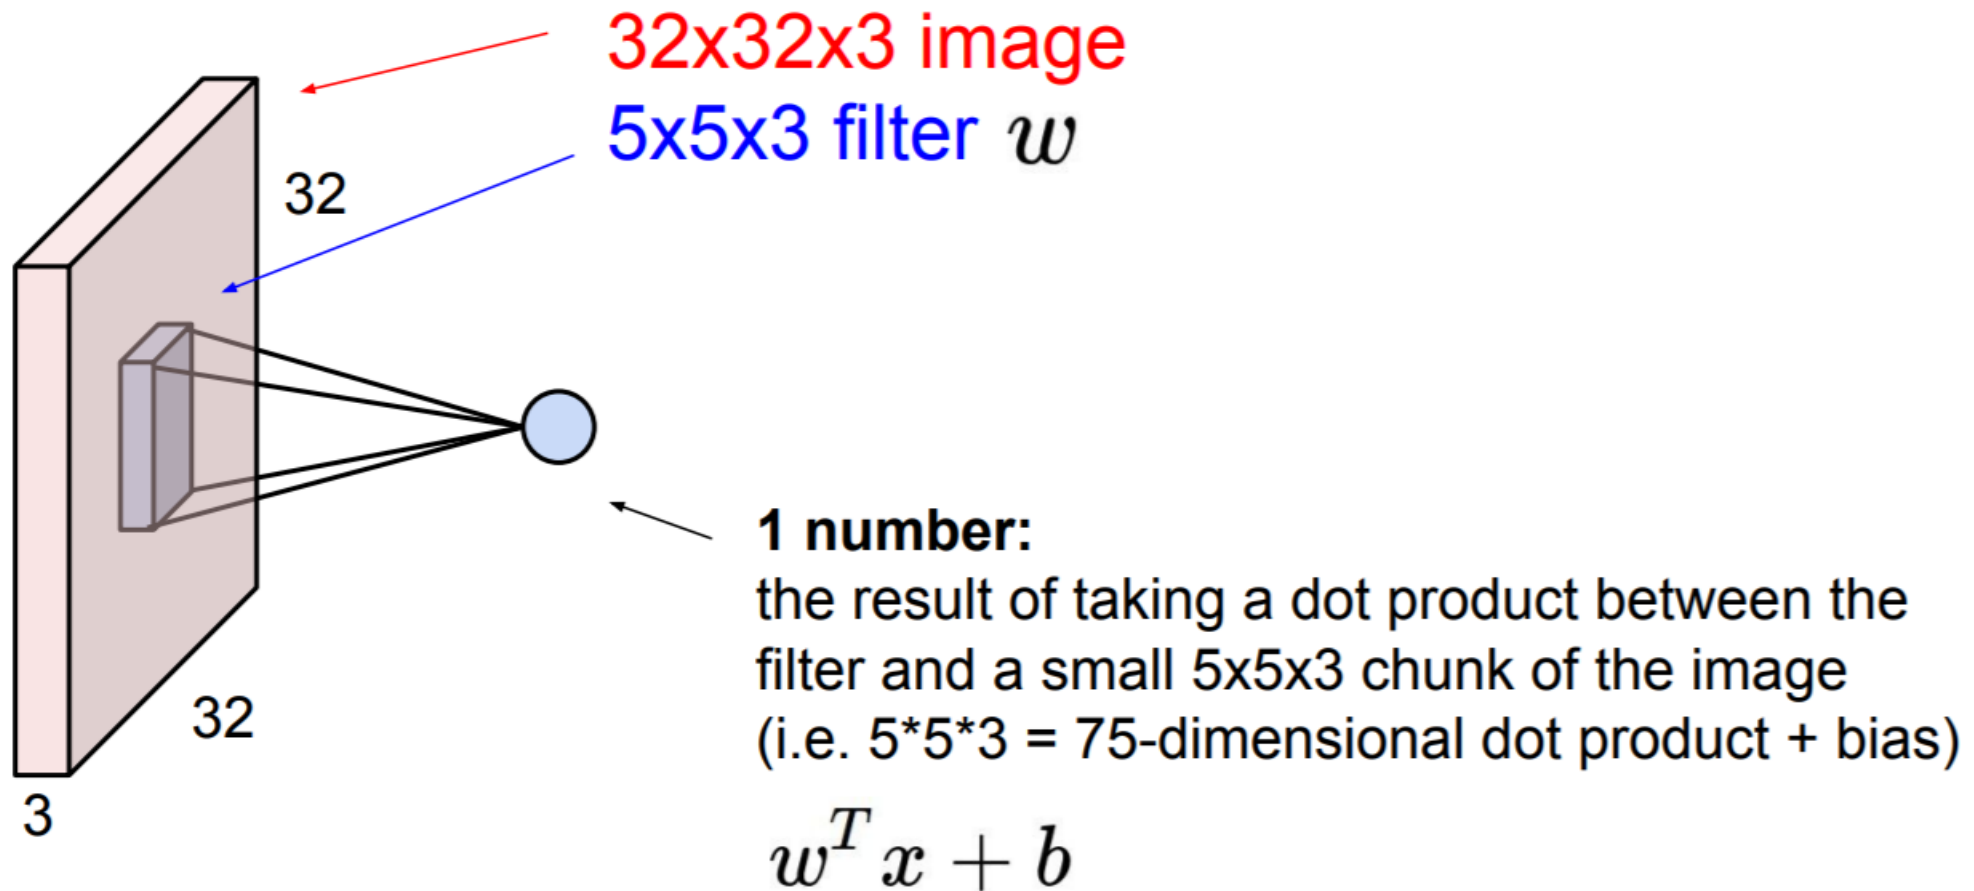 32x32x3 image
5x5x3 filter w
32
32
3
1 number:
the result of taking a dot product between the
filter and a small 5x5x3 chunk of the image
(i.e. 5*5*3 = 75-dimensional dot product + bias)
w^T x + b